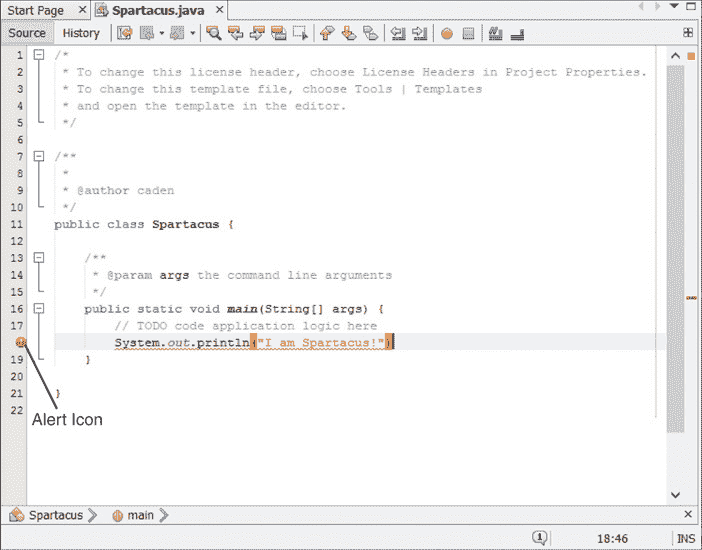 Start Page
Spartacus.java
Source History
1 /*
2 * To change this license header, choose License Headers in Project Properties.
3 * To change this template file, choose Tools | Templates
4 * and open the template in the editor.
5 */
6
7 /**
8 *
9 * @author caden
10 */
11 public class Spartacus {
12
13 /**
14 * @param args the command line arguments
15 */
16 public static void main(String[] args) {
17 // TODO code application logic here
System.out.println("I am Spartacus!")
19 }
20
21 }
22
Alert Icon
Spartacus main
18:46 INS